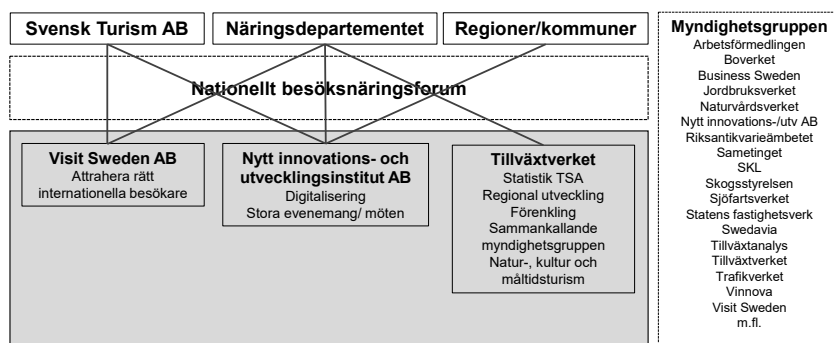 Svensk Turism AB
Näringsdepartementet
Regioner/kommuner
Nationellt besöksnäringsforum
Visit Sweden AB
Attrahera rätt
internationella besökare
Nytt innovations- och
utvecklingsinstitut AB
Digitalisering
Stora evenemang/ möten
Tillväxtverket
Statistik TSA
Regional utveckling
Förenkling
Sammankallande
myndighetsgruppen
Natur-, kultur och
måltidsturism
Myndighetsgruppen
Arbetsförmedlingen
Boverket
Business Sweden
Jordbruksverket
Naturvårdsverket
Nytt innovations-/utv AB
Riksantikvarieämbetet
Sametinget
SKL
Skogsstyrelsen
Sjöfartsverket
Statens fastighetsverk
Swedavia
Tillväxtanalys
Tillväxtverket
Trafikverket
Vinnova
Visit Sweden
m.fl.